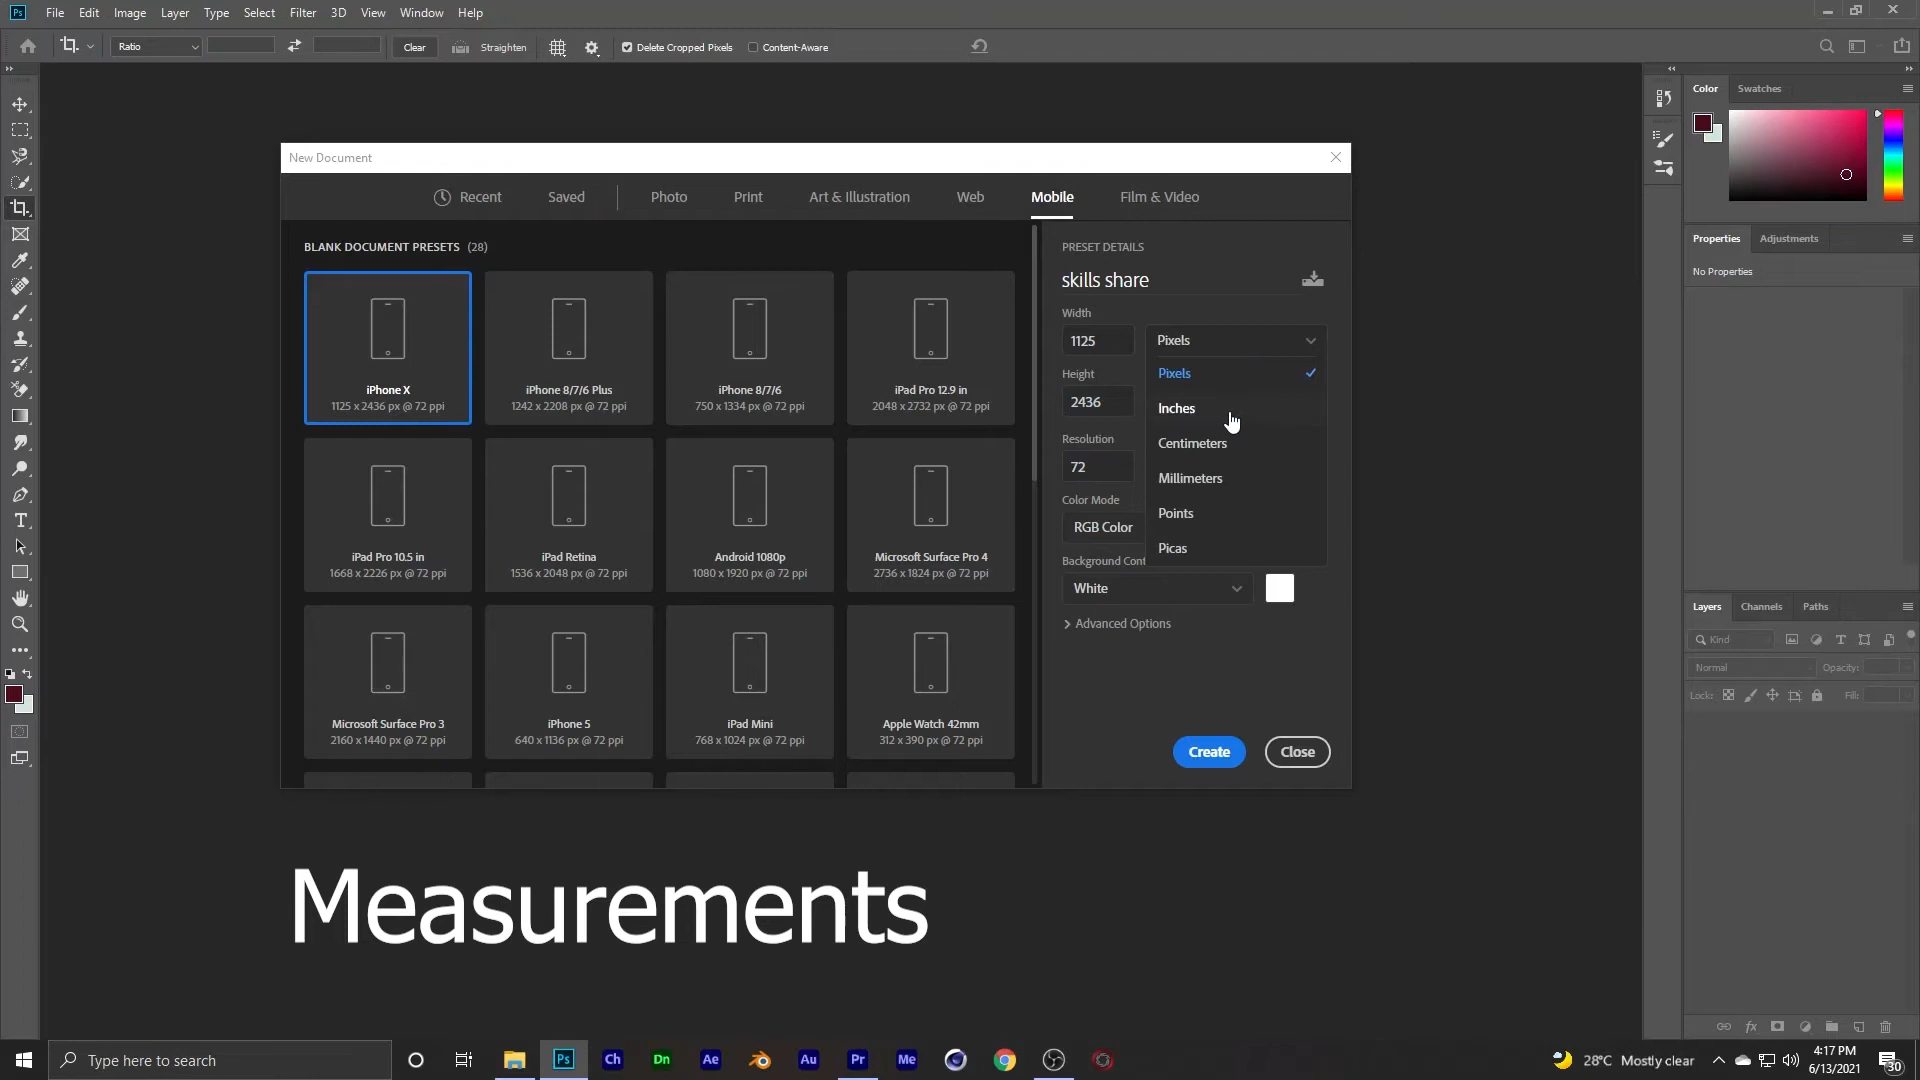 Ps File Edit Image Layer Type Select Filter 3D View Window Help
Ratio Clear Straighten Delete Cropped Pixels Content-Aware
Color Swatches
New Document
Recent Saved Photo Print Art & Illustration Web Mobile Film & Video
BLANK DOCUMENT PRESETS (28)
iPhone X
1125 x 2436 px @ 72 ppi
iPhone 8/7/6 Plus
1242 x 2208 px @ 72 ppi
iPhone 8/7/6
750 x 1334 px @ 72 ppi
iPad Pro 12.9 in
2048 x 2732 px @ 72 ppi
iPad Pro 10.5 in
1668 x 2226 px @ 72 ppi
iPad Retina
1536 x 2048 px @ 72 ppi
Android 1080p
1080 x 1920 px @ 72 ppi
Microsoft Surface Pro 4
2736 x 1824 px @ 72 ppi
Microsoft Surface Pro 3
2160 x 1440 px @ 72 ppi
iPhone 5
640 x 1136 px @ 72 ppi
iPad Mini
768 x 1024 px @ 72 ppi
Apple Watch 42mm
312 x 390 px @ 72 ppi
PRESET DETAILS
skills share
Width
1125 Pixels
Height
2436
Resolution
72
Color Mode
RGB Color
Background Cont
White
Pixels
Inches
Centimeters
Millimeters
Points
Picas
Advanced Options
Create Close
Properties Adjustments
No Properties
Layers Channels Paths
Kind
Normal Opacity:
Lock: Fill:
Measurements
Type here to search
Ps Ch Dn Ae Au Pr Me
28°C Mostly clear
4:17 PM
6/13/2021
30